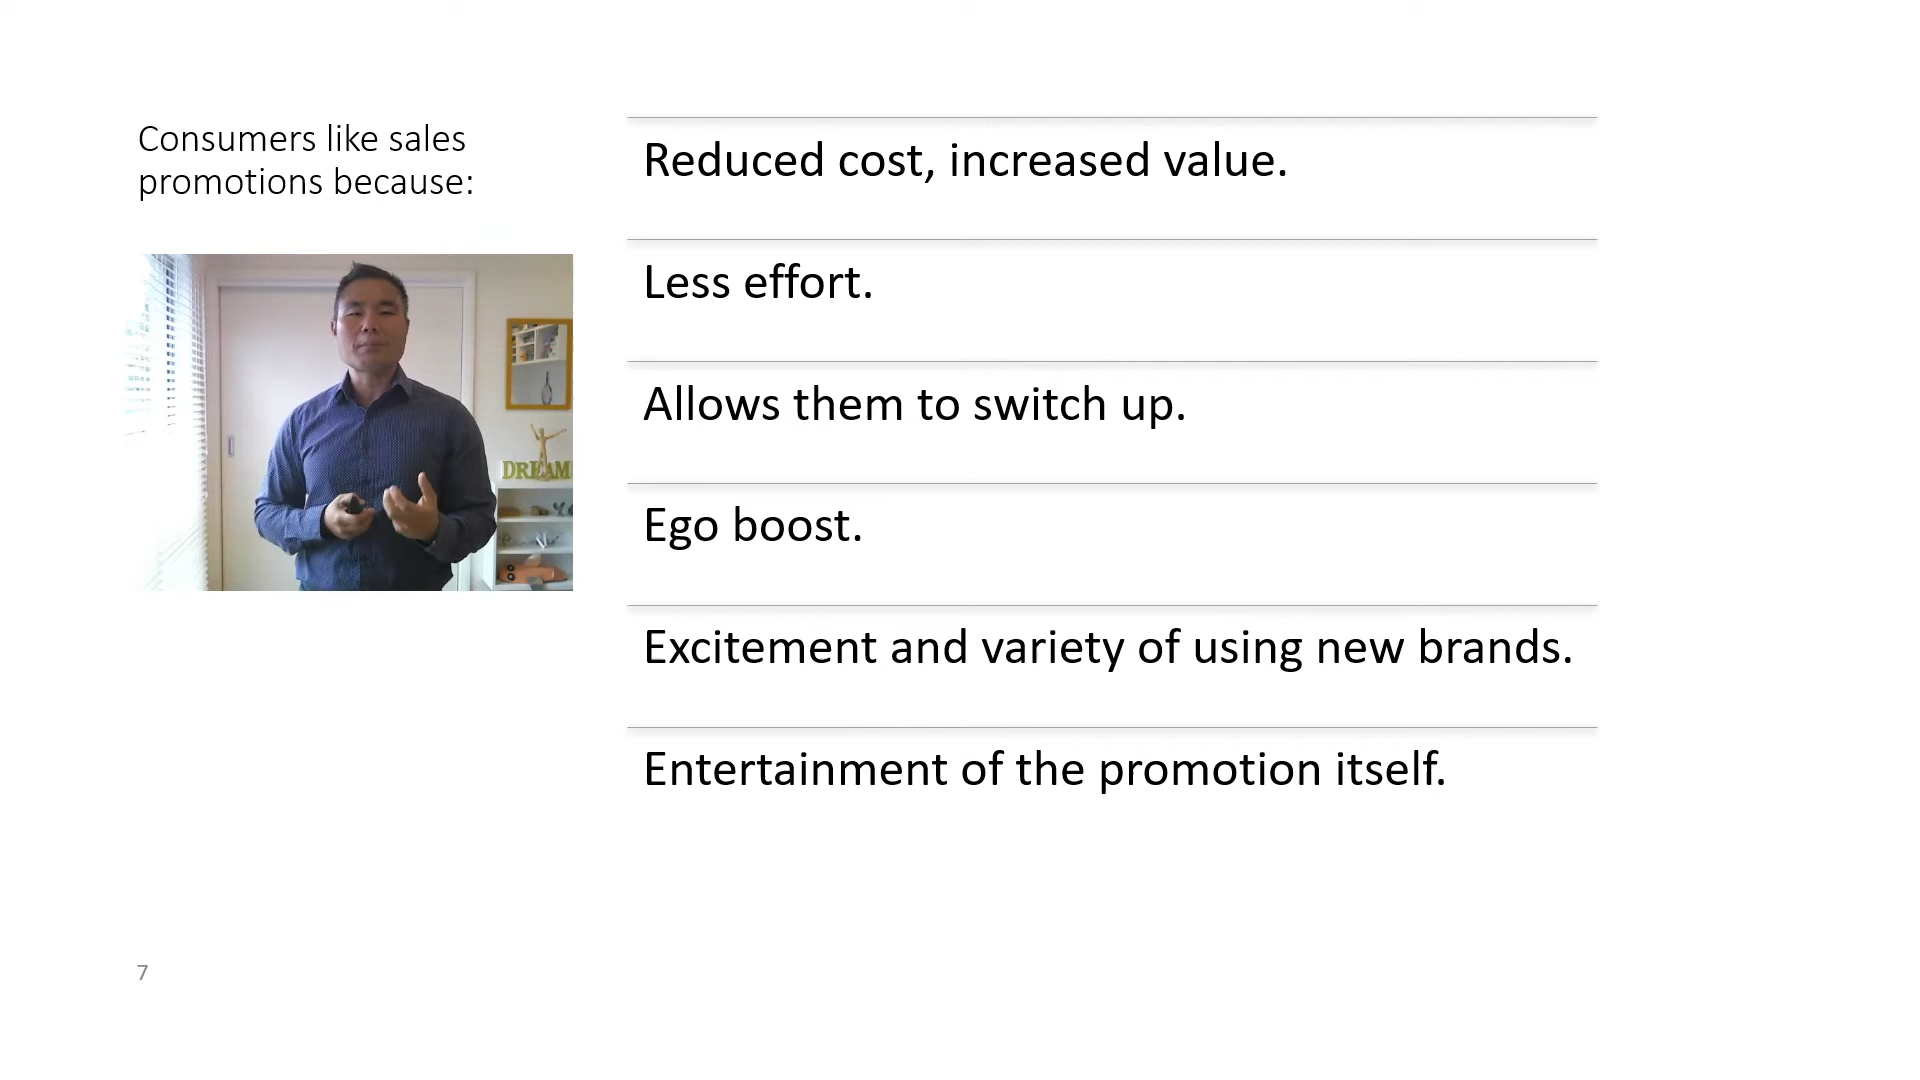 Consumers like sales
promotions because:
Reduced cost, increased value.
Less effort.
Allows them to switch up.
Ego boost.
Excitement and variety of using new brands.
Entertainment of the promotion itself.
DREAM
7